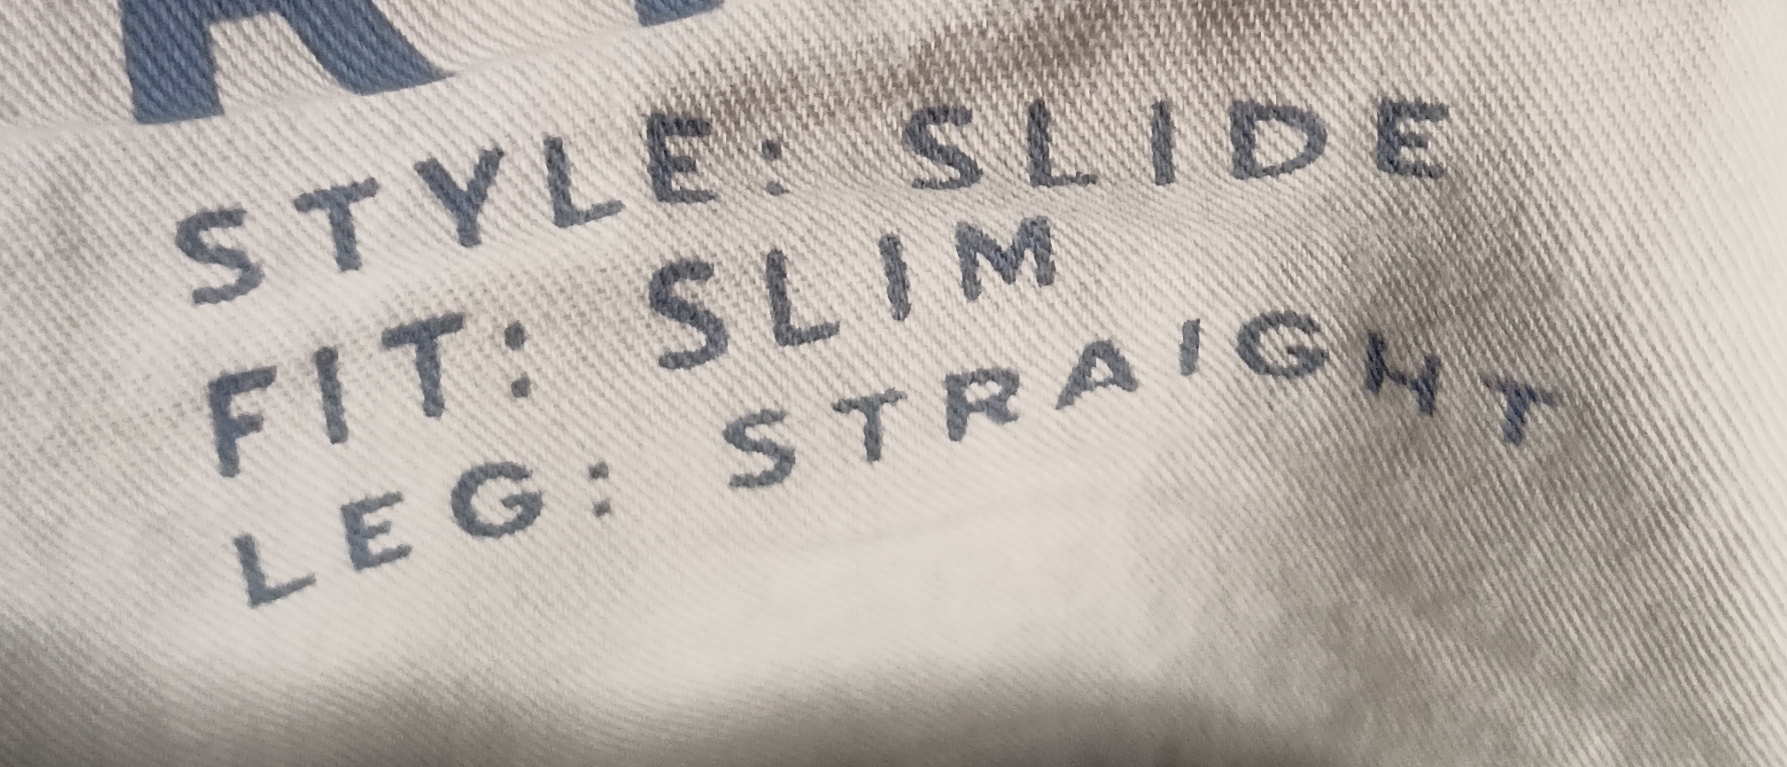 STYLE: SLIDE
FIT: SLIM
LEG: STRAIGHT